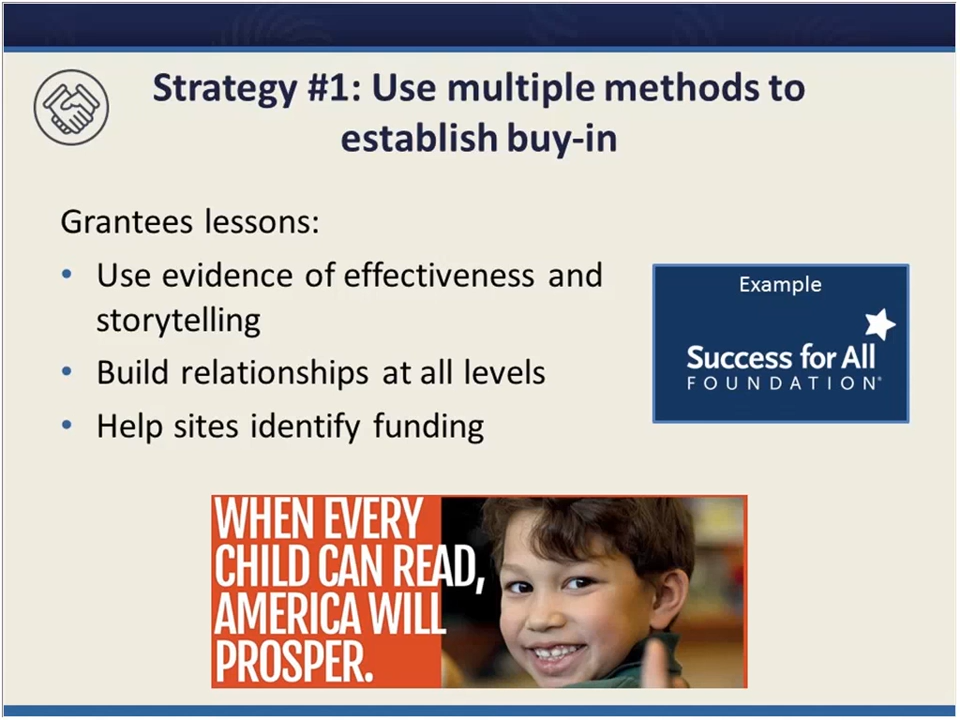 Strategy #1: Use multiple methods to
establish buy-in
Grantees lessons:
• Use evidence of effectiveness and
storytelling
• Build relationships at all levels
• Help sites identify funding
Example
Success for All
FOUNDATION®
WHEN EVERY
CHILD CAN READ,
AMERICA WILL
PROSPER.